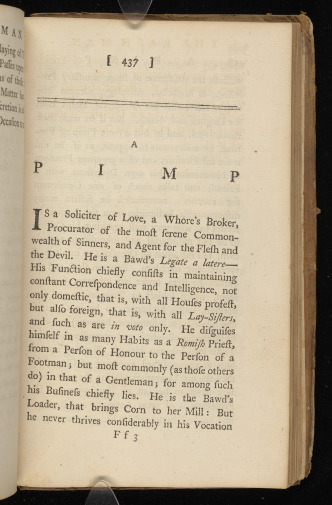 MAN.
laying of
Passes upon
as of their
Matter
cretion is
Occasion
[ 437 ]
A
PIMP
IS a Soliciter of Love, a Whore's Broker,
Procurator of the moſt ſerene Common-
wealth of Sinners, and Agent for the Fleſh and
the Devil. He is a Bawd's Legate a latere—
His Function chiefly conſiſts in maintaining
conſtant Correſpondence and Intelligence, not
only domeſtic, that is, with all Houſes profeſt,
but alſo foreign, that is, with all Lay-Siſters,
and ſuch as are in voto only. He diſguiſes
himſelf in as many Habits as a Romiſh Prieſt,
from a Perſon of Honour to the Perſon of a
Footman; but moſt commonly (as thoſe others
do) in that of a Gentleman; for among ſuch
his Buſineſs chiefly lies. He is the Bawd's
Loader, that brings Corn to her Mill: But
he never thrives conſiderably in his Vocation
F f 3